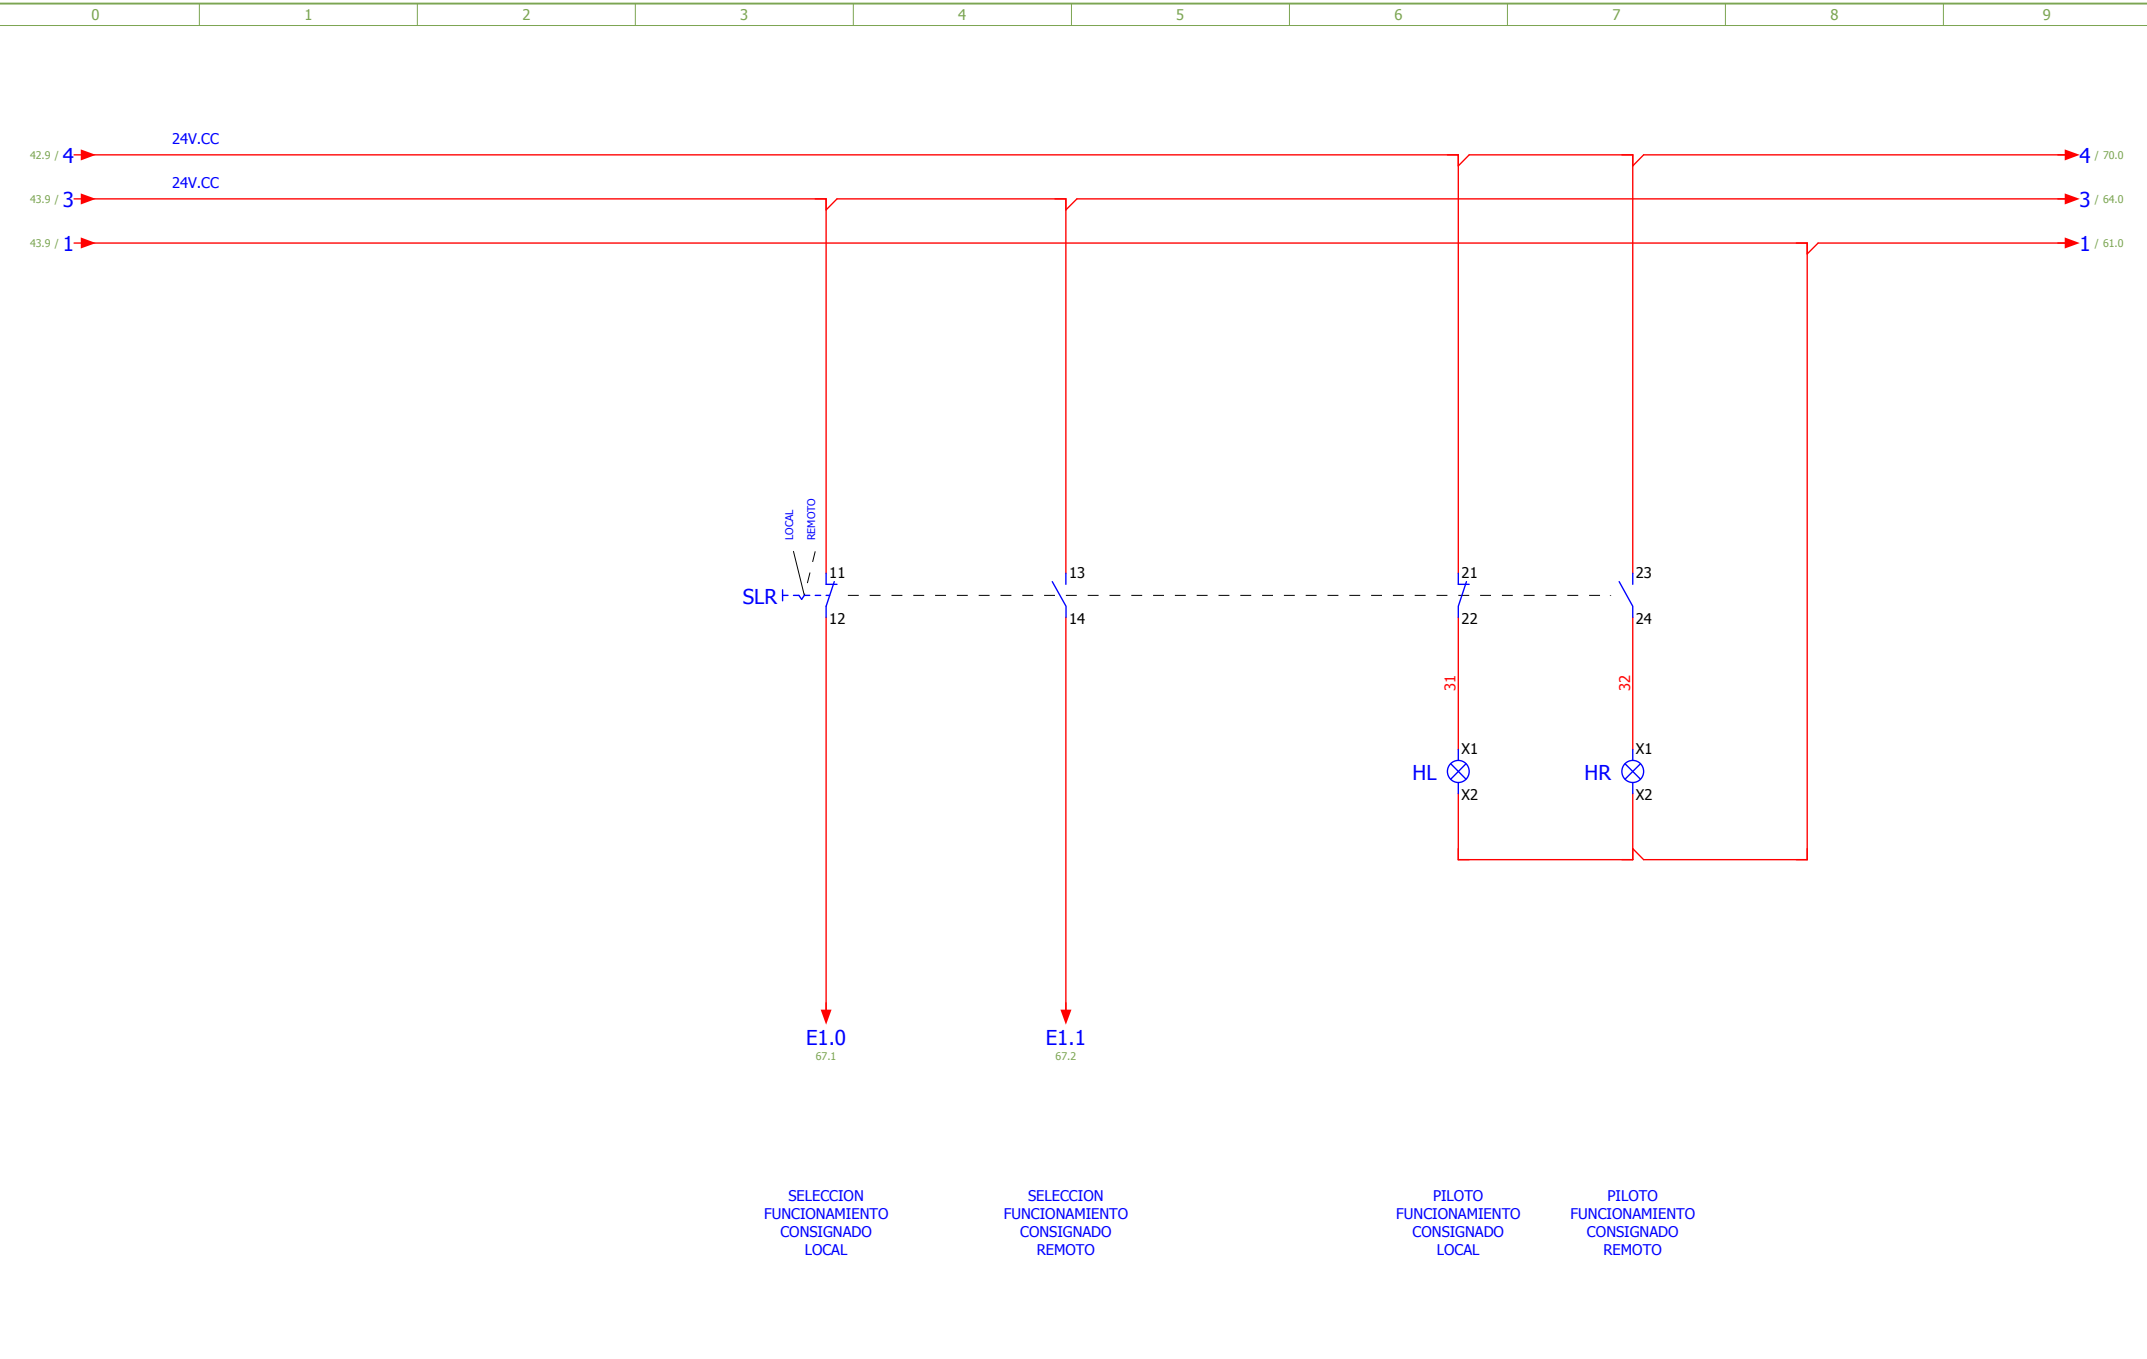 0 1 2 3 4 5 6 7 8 9
24V.CC
42.9 / 4 4 / 70.0
24V.CC
43.9 / 3 3 / 64.0
43.9 / 1 1 / 61.0
LOCAL
REMOTO
11 13 21 23
SLR
12 14 22 24
31 32
X1 X1
HL HR
X2 X2
E1.0 E1.1
67.1 67.2
SELECCION
FUNCIONAMIENTO
CONSIGNADO
LOCAL
SELECCION
FUNCIONAMIENTO
CONSIGNADO
REMOTO
PILOTO
FUNCIONAMIENTO
CONSIGNADO
LOCAL
PILOTO
FUNCIONAMIENTO
CONSIGNADO
REMOTO